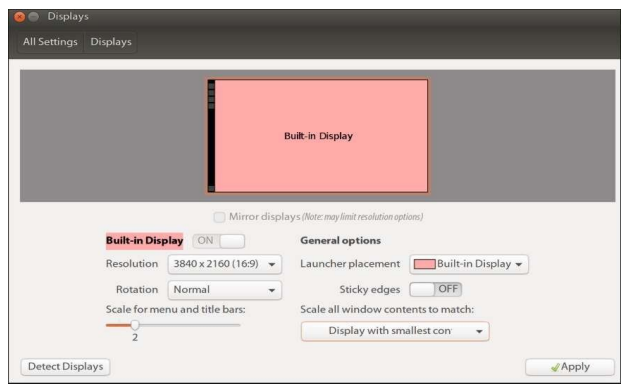 Displays
All Settings Displays
Built-in Display
Mirror displays (Note: may limit resolution options)
Built-in Display ON
General options
Resolution 3840 x 2160 (16:9)
Launcher placement Built-in Display
Rotation Normal
Sticky edges OFF
Scale for menu and title bars:
Scale all window contents to match:
2
Display with smallest con
Detect Displays
Apply